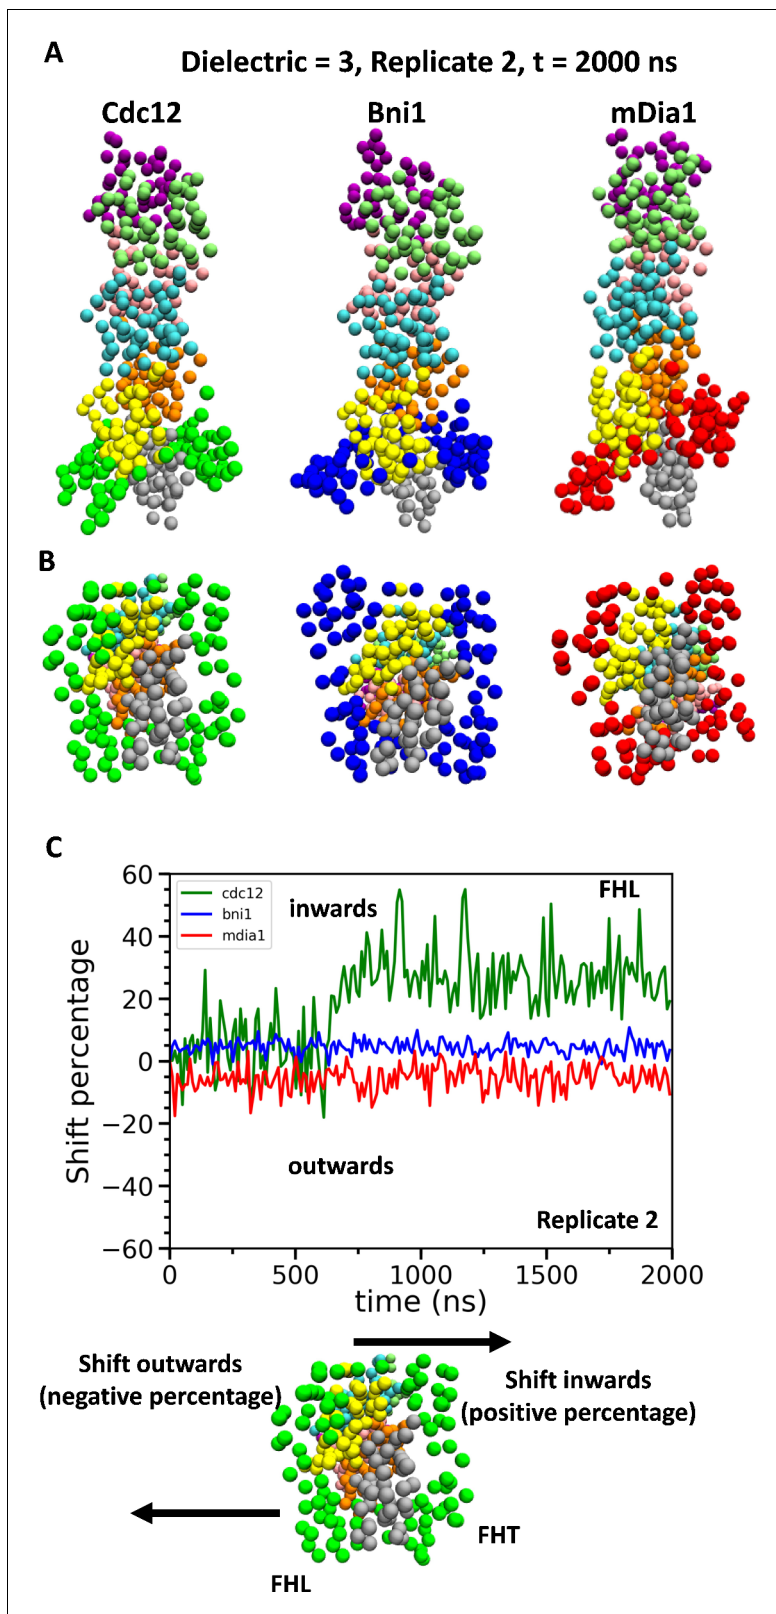 A
Dielectric = 3, Replicate 2, t = 2000 ns
Cdc12 Bni1 mDia1
B
C
60
40
20
0
−20
−40
−60
Shift percentage
cdc12
bni1
mdia1
inwards
FHL
outwards
Replicate 2
0 500 1000 1500 2000
time (ns)
Shift outwards
(negative percentage)
Shift inwards
(positive percentage)
FHT
FHL